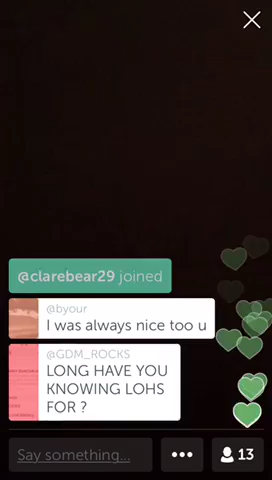 @clarebear29 joined
@byour
I was always nice too u
@GDM_ROCKS
LONG HAVE YOU
KNOWING LOHS
FOR ?
Say something...
13